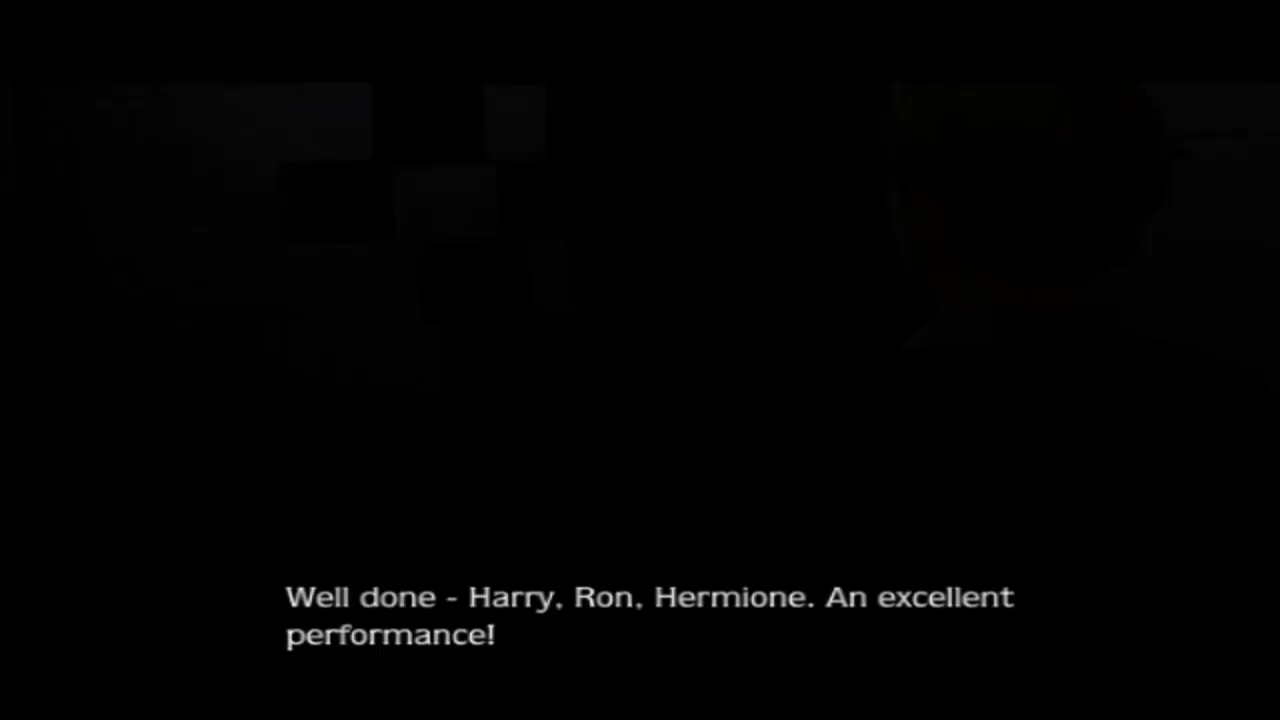 Well done - Harry, Ron, Hermione. An excellent
performance!